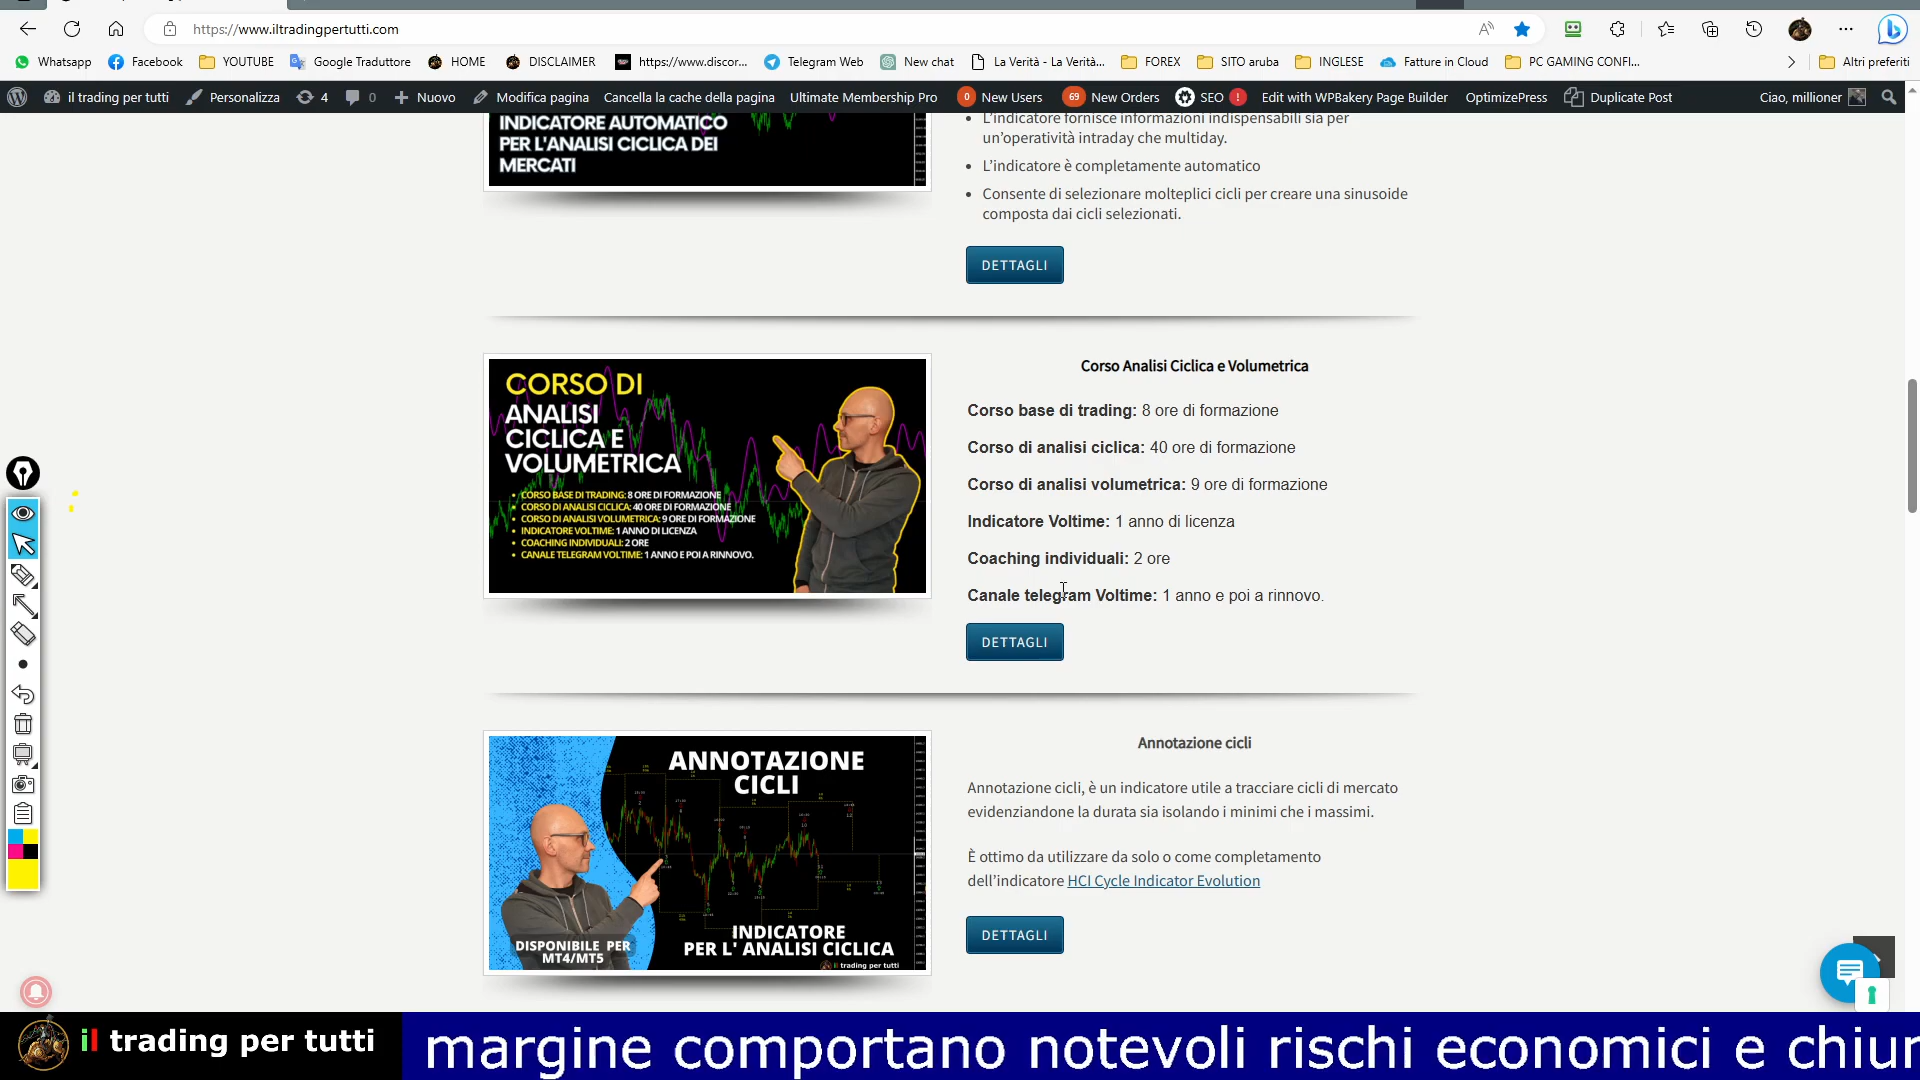 https://www.iltradingpertutti.com
Whatsapp
Facebook
YOUTUBE
Google Traduttore
HOME
DISCLAIMER
https://www.discor...
Telegram Web
New chat
La Verità - La Verità...
FOREX
SITO aruba
INGLESE
Fatture in Cloud
PC GAMING CONFI...
Altri preferiti
il trading per tutti
Personalizza
4
0
Nuovo
Modifica pagina
Cancella la cache della pagina
Ultimate Membership Pro
0 New Users
69 New Orders
SEO !
Edit with WPBakery Page Builder
OptimizePress
Duplicate Post
Ciao, millioner
INDICATORE AUTOMATICO
PER L'ANALISI CICLICA DEI
MERCATI
L'indicatore fornisce informazioni indispensabili sia per
un'operatività intraday che multiday.
L'indicatore è completamente automatico
Consente di selezionare molteplici cicli per creare una sinusoide
composta dai cicli selezionati.
DETTAGLI
CORSO DI
ANALISI
CICLICA E
VOLUMETRICA
CORSO BASE DI TRADING: 8 ORE DI FORMAZIONE
CORSO DI ANALISI CICLICA: 40 ORE DI FORMAZIONE
CORSO DI ANALISI VOLUMETRICA: 9 ORE DI FORMAZIONE
INDICATORE VOLTIME: 1 ANNO DI LICENZA
COACHING INDIVIDUALI: 2 ORE
CANALE TELEGRAM VOLTIME: 1 ANNO E POI A RINNOVO.
Corso Analisi Ciclica e Volumetrica
Corso base di trading: 8 ore di formazione
Corso di analisi ciclica: 40 ore di formazione
Corso di analisi volumetrica: 9 ore di formazione
Indicatore Voltime: 1 anno di licenza
Coaching individuali: 2 ore
Canale telegram Voltime: 1 anno e poi a rinnovo.
DETTAGLI
ANNOTAZIONE
CICLI
DISPONIBILE PER
MT4/MT5
INDICATORE
PER L' ANALISI CICLICA
il trading per tutti
Annotazione cicli
Annotazione cicli, è un indicatore utile a tracciare cicli di mercato
evidenziandone la durata sia isolando i minimi che i massimi.
È ottimo da utilizzare da solo o come completamento
dell'indicatore HCI Cycle Indicator Evolution
DETTAGLI
il trading per tutti
margine comportano notevoli rischi economici e chiun